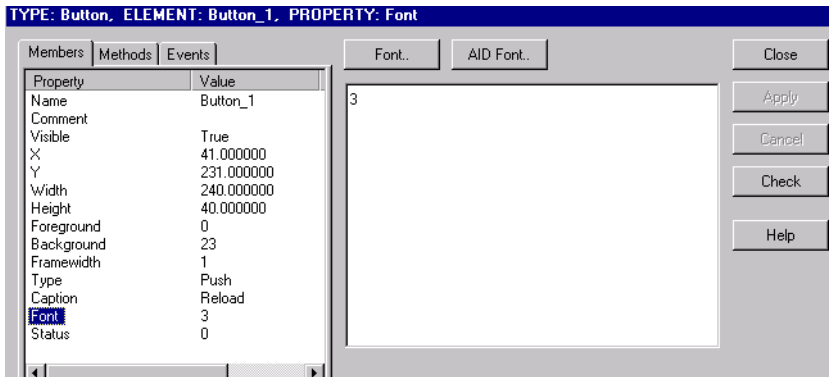 TYPE: Button, ELEMENT: Button_1, PROPERTY: Font
Members Methods Events
Font.. AID Font.. Close
Property Value
Name Button_1
Comment
Visible True
X 41.000000
Y 231.000000
Width 240.000000
Height 40.000000
Foreground 0
Background 23
Framewidth 1
Type Push
Caption Reload
Font 3
Status 0
3
Apply
Cancel
Check
Help